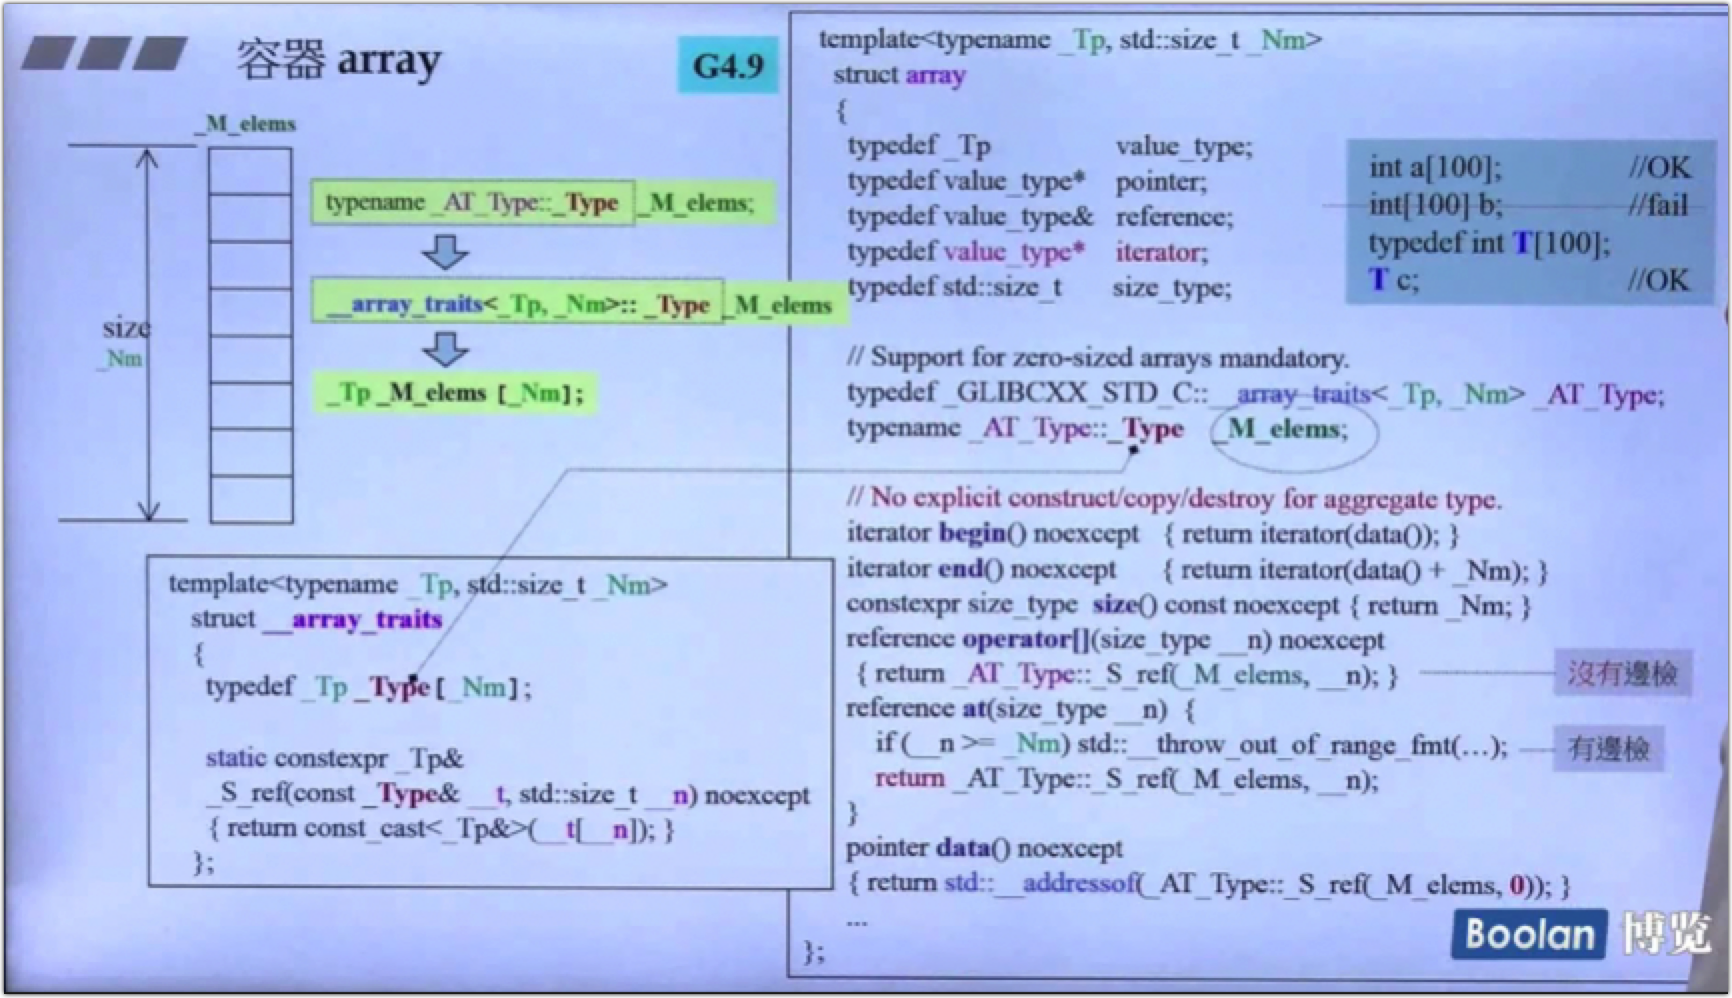 容器 array
G4.9
_M_elems
size
_Nm
typename _AT_Type::_Type _M_elems;
__array_traits<_Tp, _Nm>:: _Type _M_elems
_Tp _M_elems [_Nm];
template<typename _Tp, std::size_t _Nm>
struct __array_traits
{
typedef _Tp _Type[_Nm];
static constexpr _Tp&
_S_ref(const _Type& __t, std::size_t __n) noexcept
{ return const_cast<_Tp&>(__t[__n]); }
};
template<typename _Tp, std::size_t _Nm>
struct array
{
typedef _Tp value_type;
typedef value_type* pointer;
typedef value_type& reference;
typedef value_type* iterator;
typedef std::size_t size_type;
int a[100]; //OK
int[100] b; //fail
typedef int T[100];
T c; //OK
// Support for zero-sized arrays mandatory.
typedef _GLIBCXX_STD_C::__array_traits<_Tp, _Nm> _AT_Type;
typename _AT_Type::_Type _M_elems;
// No explicit construct/copy/destroy for aggregate type.
iterator begin() noexcept { return iterator(data()); }
iterator end() noexcept { return iterator(data() + _Nm); }
constexpr size_type size() const noexcept { return _Nm; }
reference operator[](size_type __n) noexcept
{ return _AT_Type::_S_ref(_M_elems, __n); }
沒有邊檢
reference at(size_type __n) {
if (__n >= _Nm) std::__throw_out_of_range_fmt(...);
有邊檢
return _AT_Type::_S_ref(_M_elems, __n);
}
pointer data() noexcept
{ return std::__addressof(_AT_Type::_S_ref(_M_elems, 0)); }
...
};
Boolan 博览